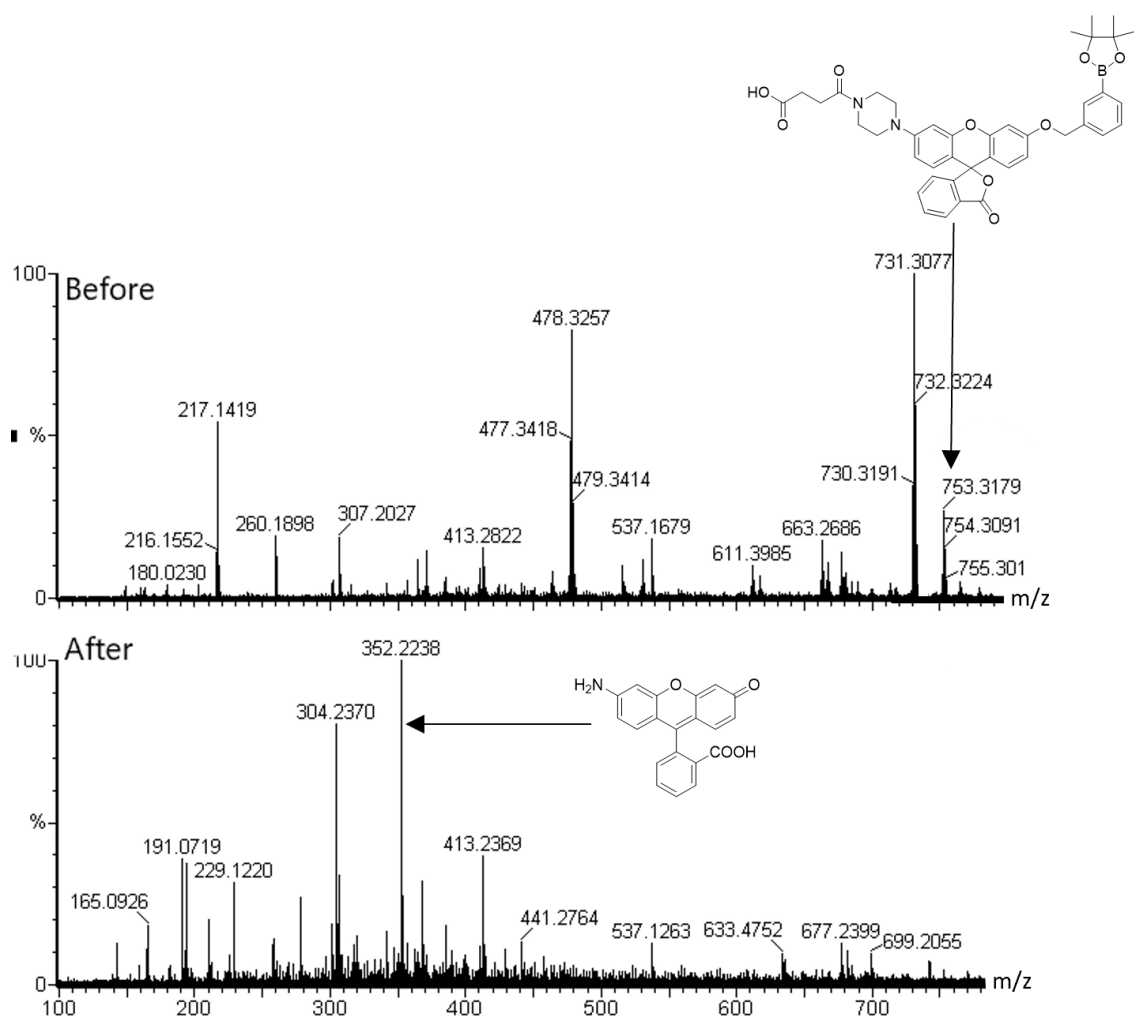 O O
B
O
HO
N
O
N
O
O
O
O
100
Before
731.3077
478.3257
732.3224
217.1419
%
477.3418
479.3414
730.3191
753.3179
260.1898
307.2027
413.2822
537.1679
663.2686
754.3091
216.1552
611.3985
755.301
180.0230
0
m/z
100
After
352.2238
304.2370
H₂N
O
O
COOH
%
191.0719
413.2369
229.1220
165.0926
441.2764
537.1263
633.4752
677.2399
699.2055
0
m/z
100 200 300 400 500 600 700